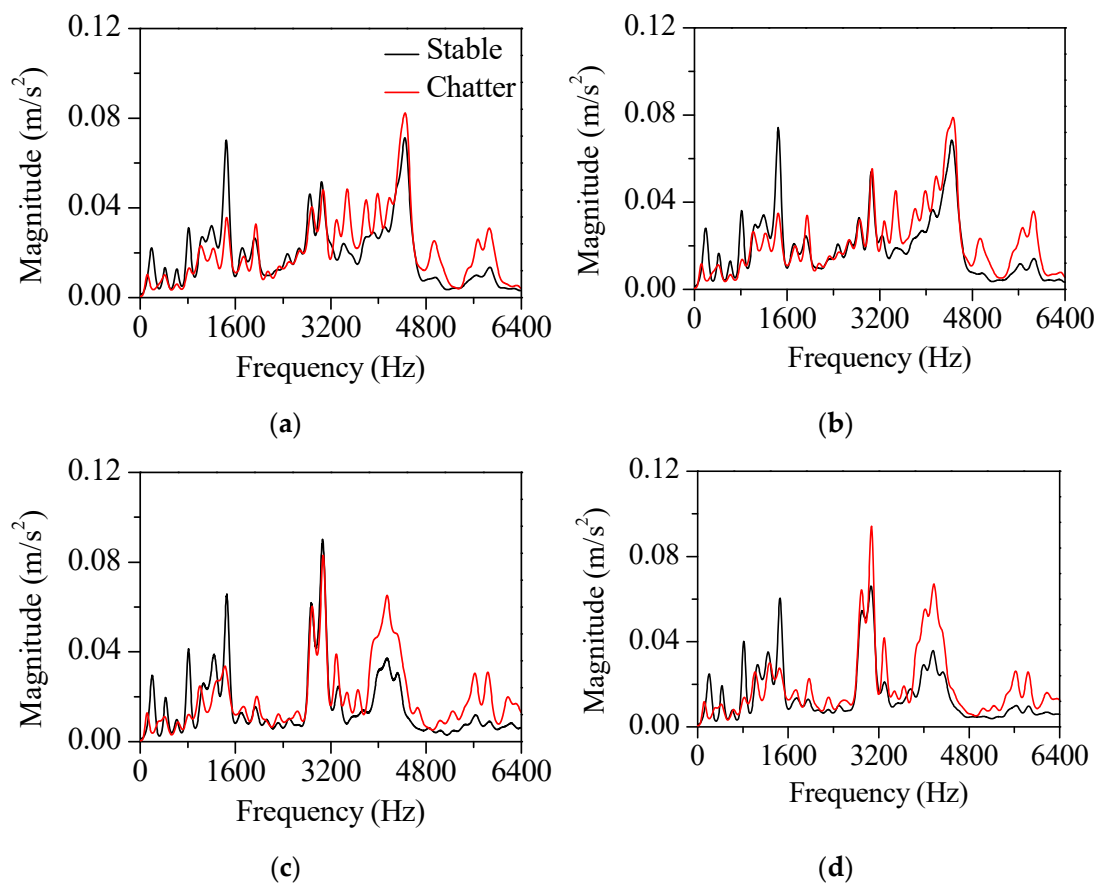 0.12
Stable
Chatter
0.08
0.04
0.00
Magnitude (m/s²)
0 1600 3200 4800 6400
Frequency (Hz)
(a)
0.12
0.08
0.04
0.00
Magnitude (m/s²)
0 1600 3200 4800 6400
Frequency (Hz)
(b)
0.12
0.08
0.04
0.00
Magnitude (m/s²)
0 1600 3200 4800 6400
Frequency (Hz)
(c)
0.12
0.08
0.04
0.00
Magnitude (m/s²)
0 1600 3200 4800 6400
Frequency (Hz)
(d)